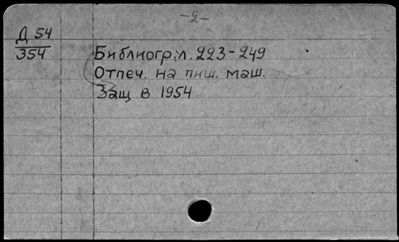 -2-
Д 54
354
Библиогр: л. 223-249
Отпеч. на пиш. маш.
Защ в 1954